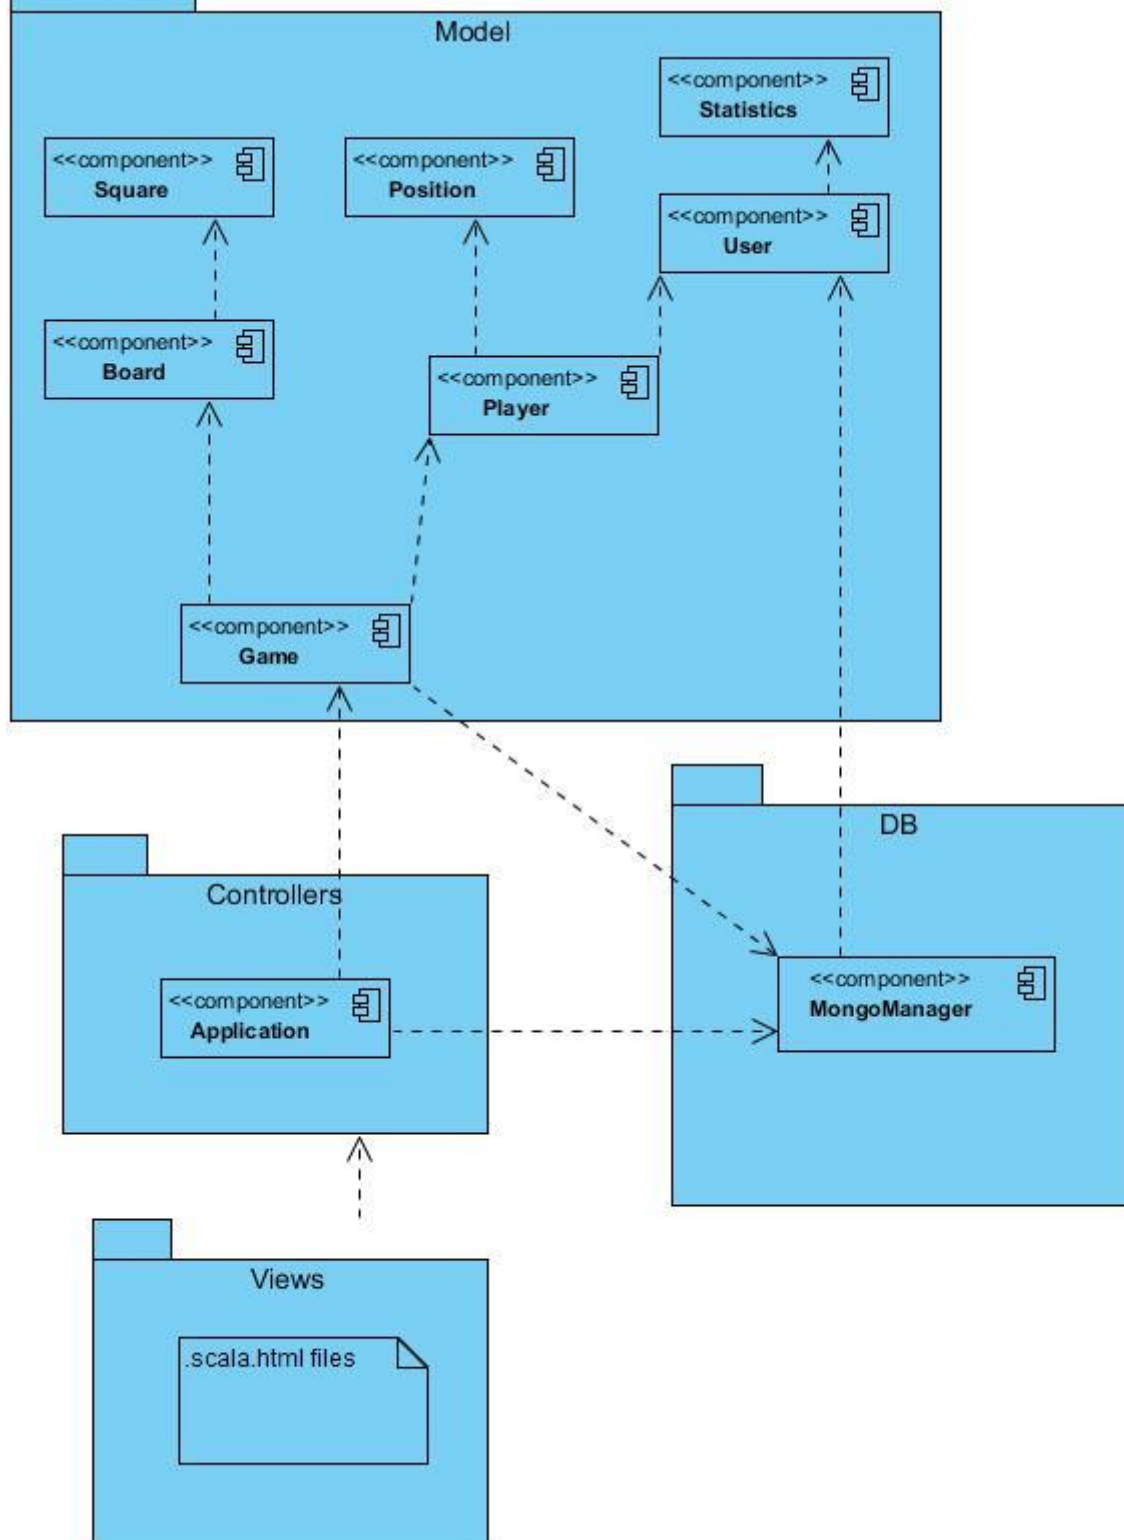 Model
<<component>>
Statistics
<<component>>
Square
<<component>>
Position
<<component>>
User
<<component>>
Board
<<component>>
Player
<<component>>
Game
DB
Controllers
<<component>>
MongoManager
<<component>>
Application
Views
.scala.html files